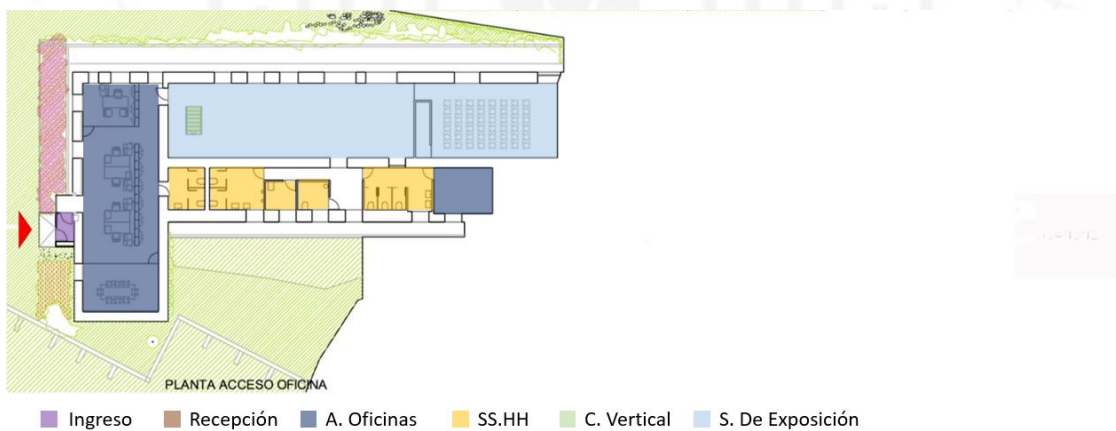 PLANTA ACCESO OFICINA
Ingreso Recepción A. Oficinas SS.HH C. Vertical S. De Exposición